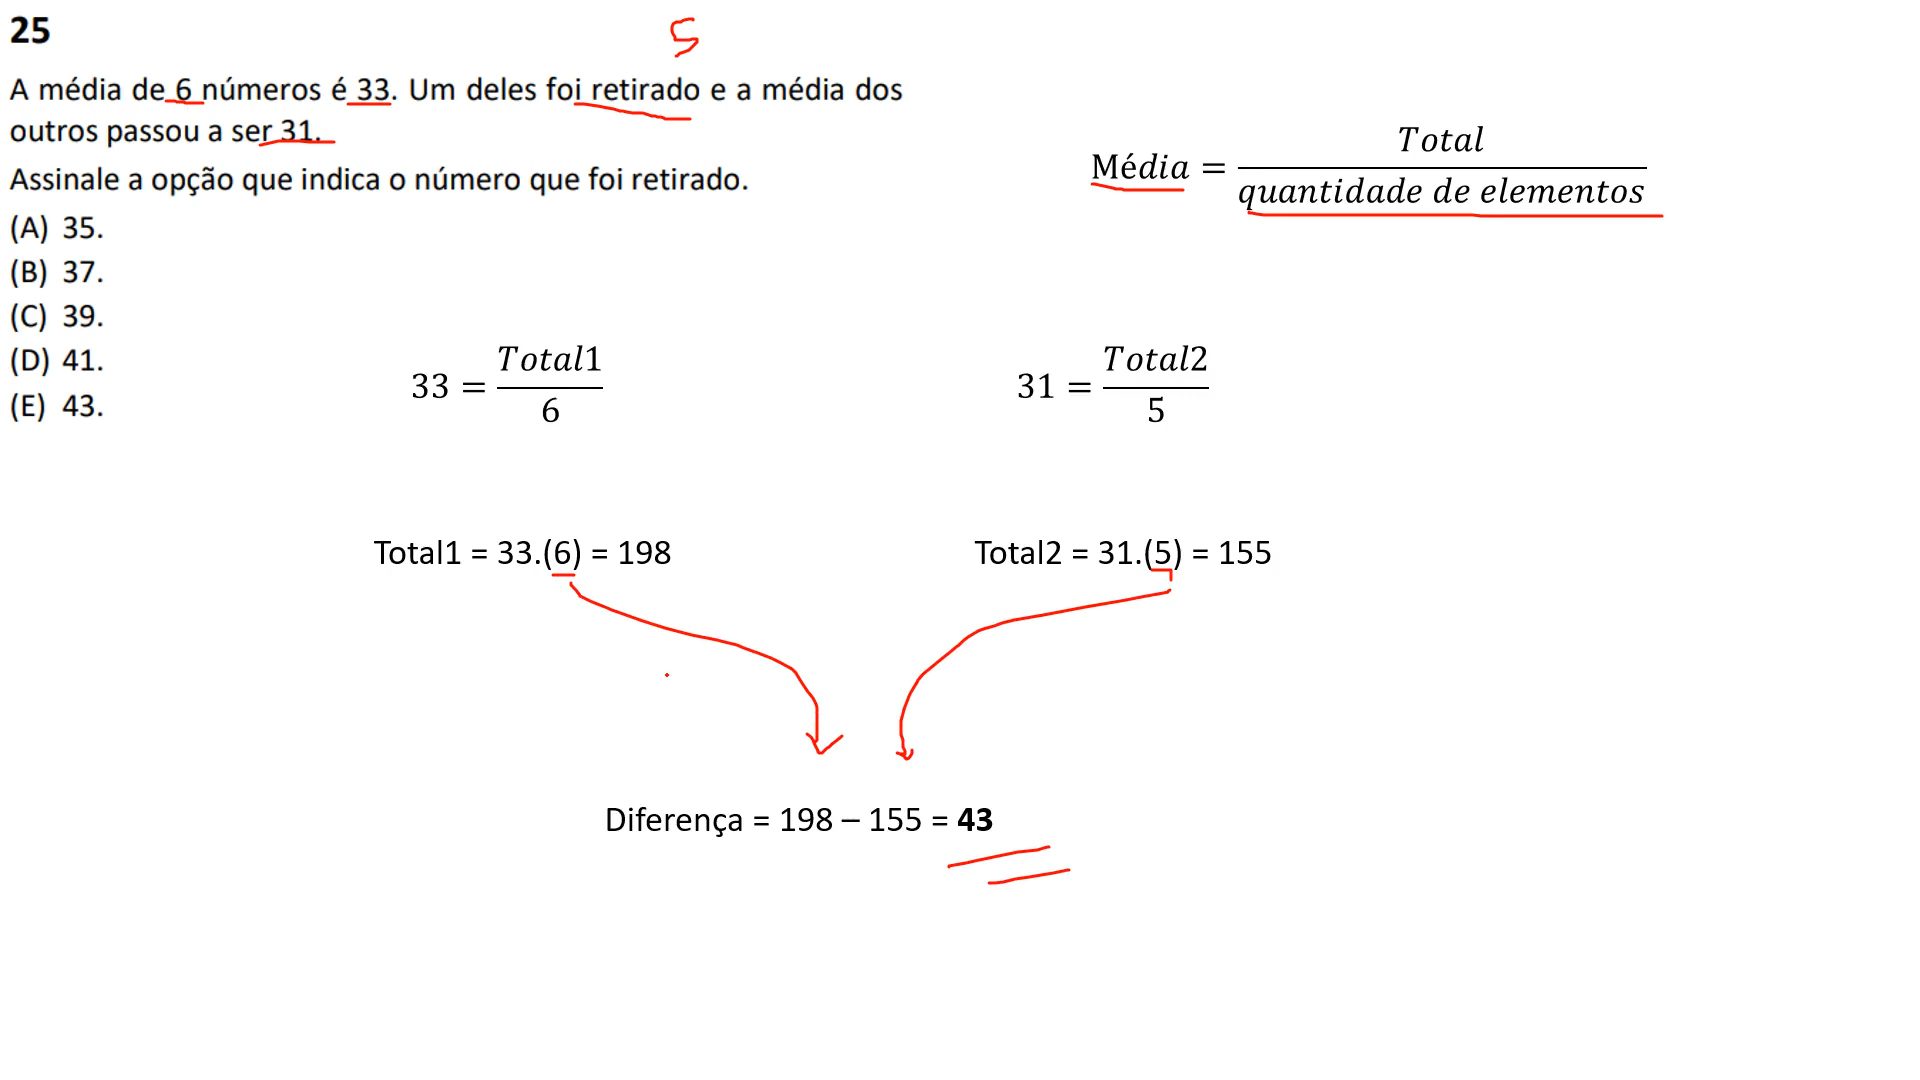 25
5
A média de 6 números é 33. Um deles foi retirado e a média dos
outros passou a ser 31.
Assinale a opção que indica o número que foi retirado.
(A) 35.
(B) 37.
(C) 39.
(D) 41.
(E) 43.
Média = Total / quantidade de elementos
33 = Total1 / 6
31 = Total2 / 5
Total1 = 33.(6) = 198
Total2 = 31.(5) = 155
Diferença = 198 – 155 = 43